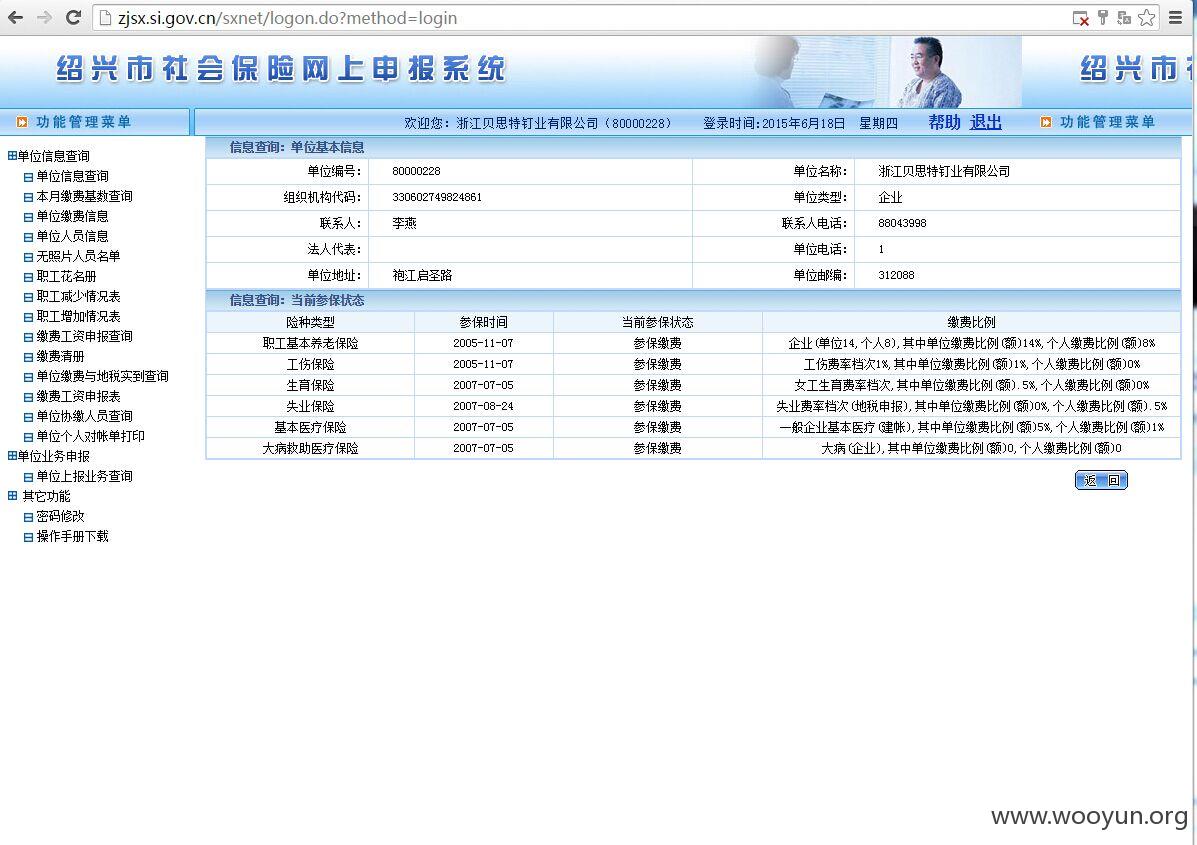 zjsx.si.gov.cn/sxnet/logon.do?method=login
绍兴市社会保险网上申报系统
绍兴市
功能管理菜单
欢迎您: 浙江贝思特钉业有限公司 (80000228) 登录时间:2015年6月18日 星期四 帮助 退出
功能管理菜单
单位信息查询
单位信息查询
本月缴费基数查询
单位缴费信息
单位人员信息
无照片人员名单
职工花名册
职工减少情况表
职工增加情况表
缴费工资申报查询
缴费清册
单位缴费与地税实到查询
缴费工资申报表
单位协缴人员查询
单位个人对帐单打印
单位业务申报
单位上报业务查询
其它功能
密码修改
操作手册下载
信息查询: 单位基本信息
单位编号: 80000228 单位名称: 浙江贝思特钉业有限公司
组织机构代码: 330602749824861 单位类型: 企业
联系人: 李燕 联系人电话: 88043998
法人代表: 单位电话: 1
单位地址: 袍江启圣路 单位邮编: 312088
信息查询: 当前参保状态
险种类型 参保时间 当前参保状态 缴费比例
职工基本养老保险 2005-11-07 参保缴费 企业(单位14,个人8),其中单位缴费比例(额)14%,个人缴费比例(额)8%
工伤保险 2005-11-07 参保缴费 工伤费率档次1%,其中单位缴费比例(额)1%,个人缴费比例(额)0%
生育保险 2007-07-05 参保缴费 女工生育费率档次,其中单位缴费比例(额).5%,个人缴费比例(额)0%
失业保险 2007-08-24 参保缴费 失业费率档次(地税申报),其中单位缴费比例(额)0%,个人缴费比例(额).5%
基本医疗保险 2007-07-05 参保缴费 一般企业基本医疗(建帐),其中单位缴费比例(额)5%,个人缴费比例(额)1%
大病救助医疗保险 2007-07-05 参保缴费 大病(企业),其中单位缴费比例(额)0,个人缴费比例(额)0
返 回
www.wooyun.org